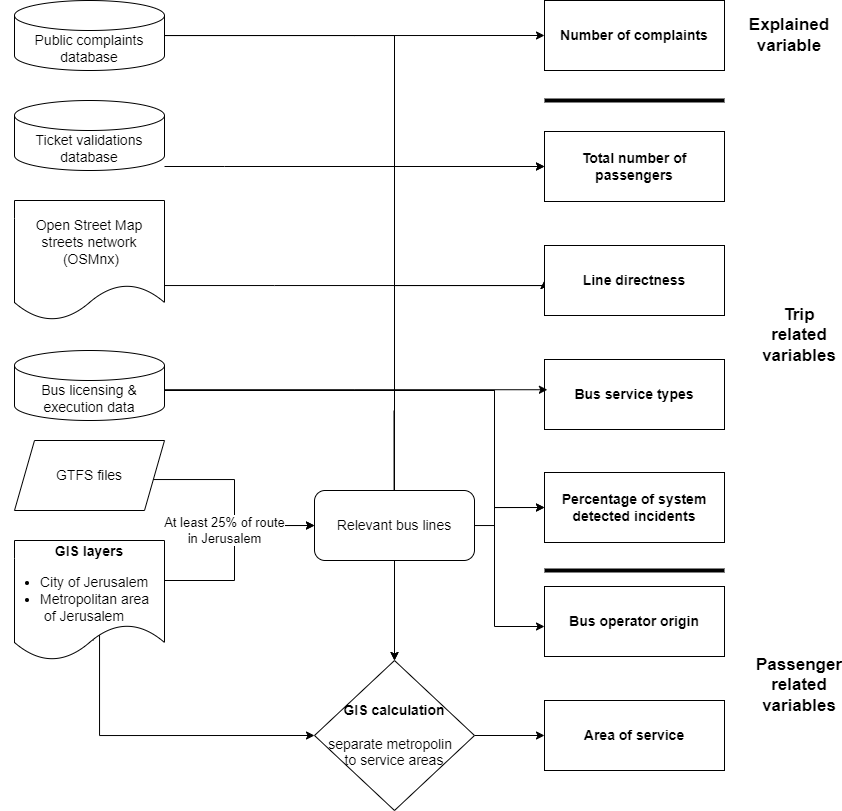 Public complaints
database
Number of complaints
Explained
variable
Ticket validations
database
Total number of
passengers
Open Street Map
streets network
(OSMnx)
Line directness
Trip
related
variables
Bus licensing &
execution data
Bus service types
GTFS files
Percentage of system
detected incidents
At least 25% of route
in Jerusalem
Relevant bus lines
GIS layers
• City of Jerusalem
• Metropolitan area
of Jerusalem
Bus operator origin
Passenger
related
variables
GIS calculation
separate metropolin
to service areas
Area of service